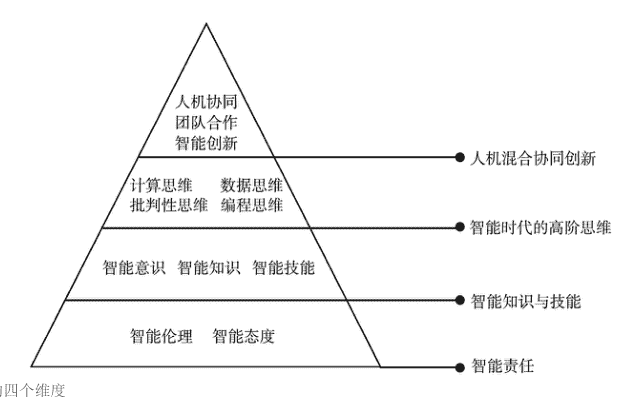 人机协同
团队合作
智能创新
人机混合协同创新
计算思维 数据思维
批判性思维 编程思维
智能时代的高阶思维
智能意识 智能知识 智能技能
智能知识与技能
智能伦理 智能态度
智能责任
四个维度